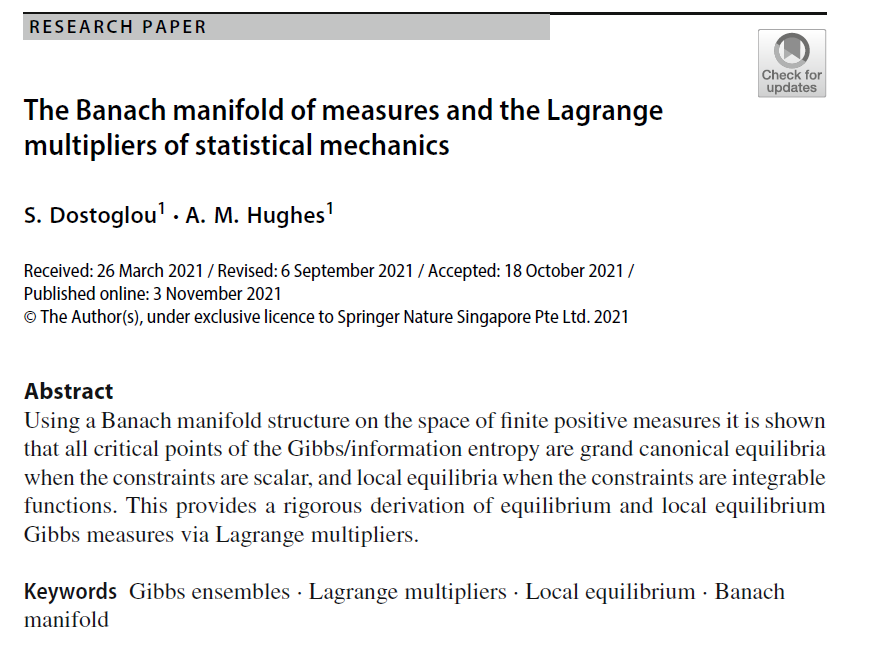 RESEARCH PAPER
Check for
updates
The Banach manifold of measures and the Lagrange
multipliers of statistical mechanics
S. Dostoglou¹ · A. M. Hughes¹
Received: 26 March 2021 / Revised: 6 September 2021 / Accepted: 18 October 2021 /
Published online: 3 November 2021
© The Author(s), under exclusive licence to Springer Nature Singapore Pte Ltd. 2021
Abstract
Using a Banach manifold structure on the space of finite positive measures it is shown
that all critical points of the Gibbs/information entropy are grand canonical equilibria
when the constraints are scalar, and local equilibria when the constraints are integrable
functions. This provides a rigorous derivation of equilibrium and local equilibrium
Gibbs measures via Lagrange multipliers.
Keywords Gibbs ensembles · Lagrange multipliers · Local equilibrium · Banach
manifold